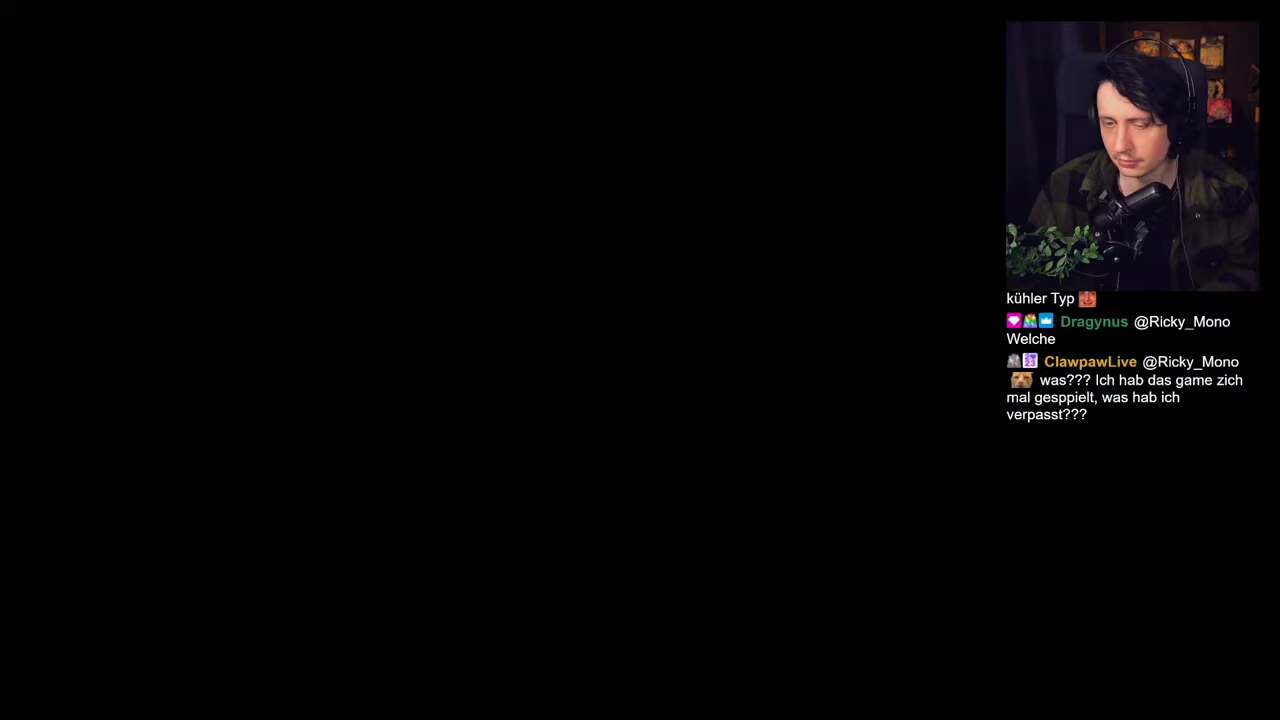 kühler Typ
Dragynus @Ricky_Mono
Welche
ClawpawLive @Ricky_Mono
was??? Ich hab das game zich
mal gesppielt, was hab ich
verpasst???